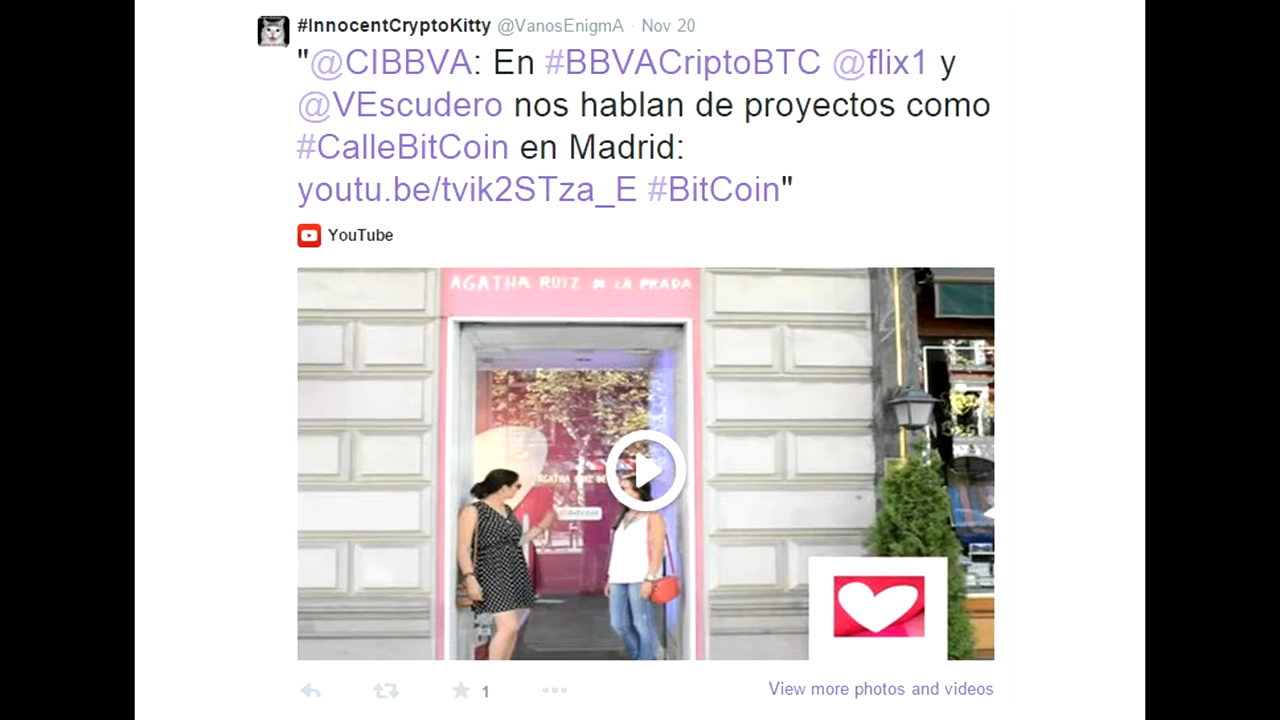 #InnocentCryptoKitty @VanosEnigmA · Nov 20
"@CIBBVA: En #BBVACriptoBTC @flix1 y
@VEscudero nos hablan de proyectos como
#CalleBitCoin en Madrid:
youtu.be/tvik2STza_E #BitCoin"
YouTube
AGATHA RUIZ DE LA PRADA
bitcoin
1
View more photos and videos